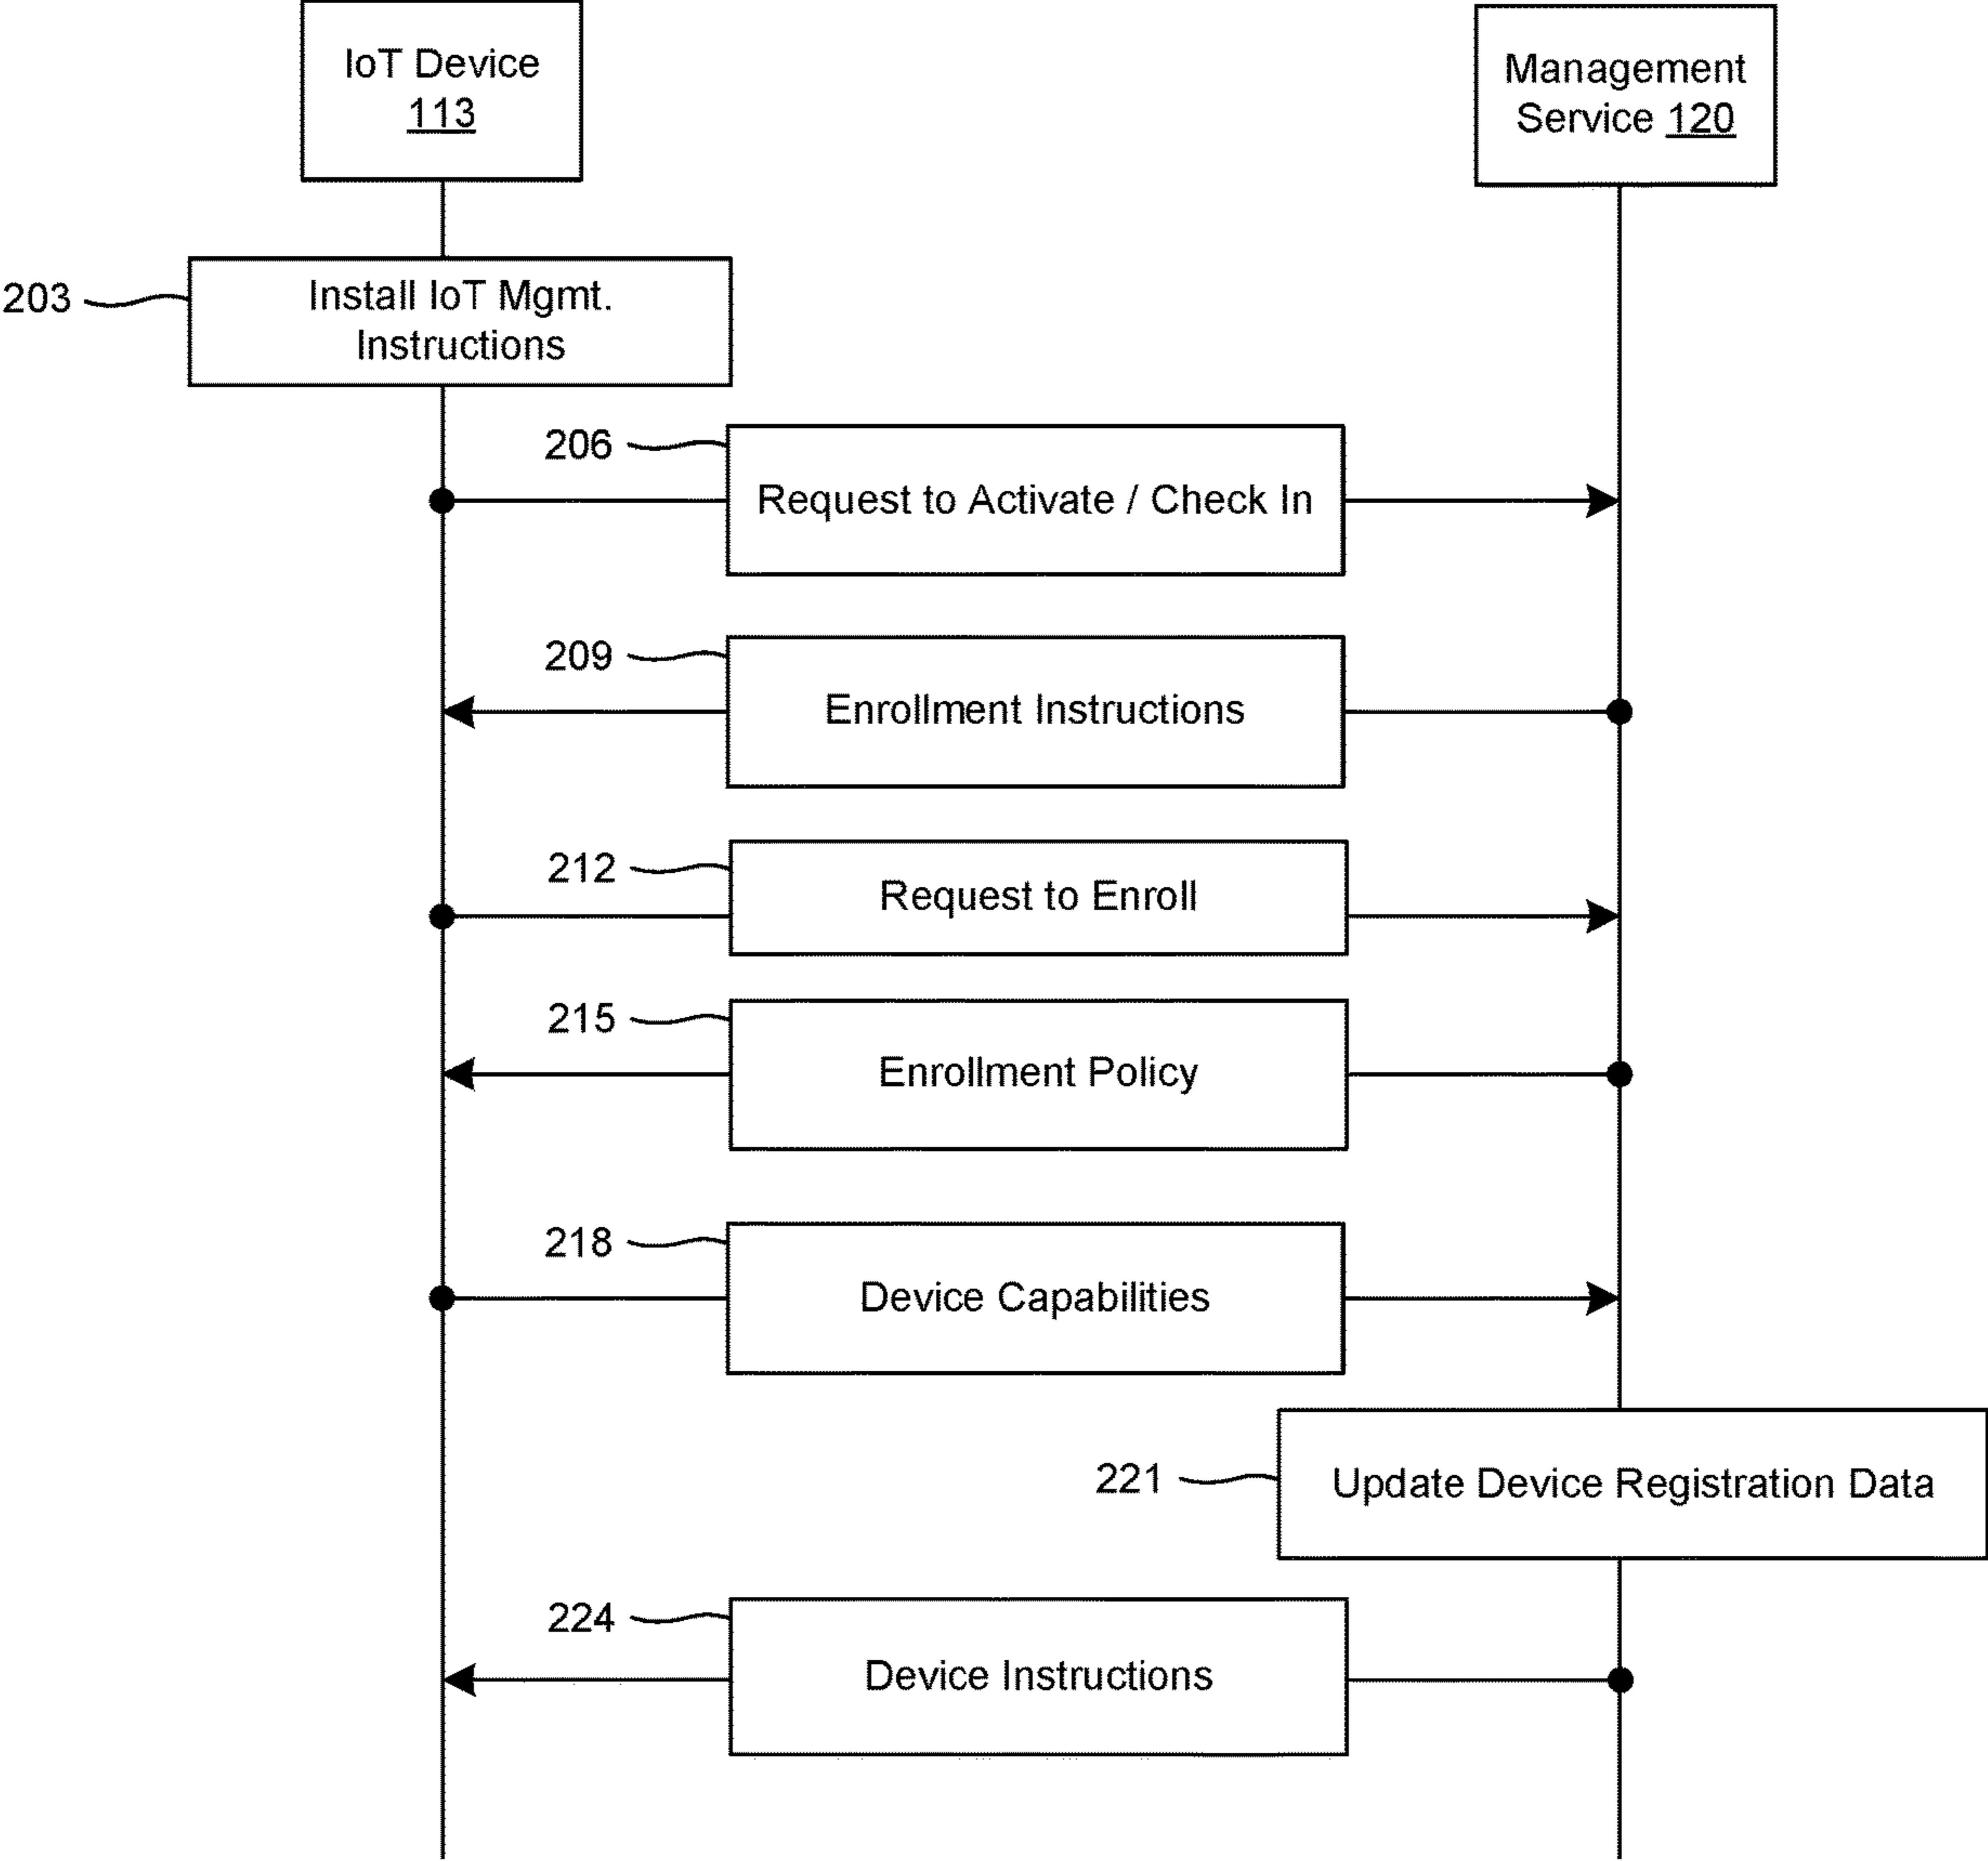 IoT Device
113
Management
Service 120
203
Install IoT Mgmt.
Instructions
206
Request to Activate / Check In
209
Enrollment Instructions
212
Request to Enroll
215
Enrollment Policy
218
Device Capabilities
221
Update Device Registration Data
224
Device Instructions